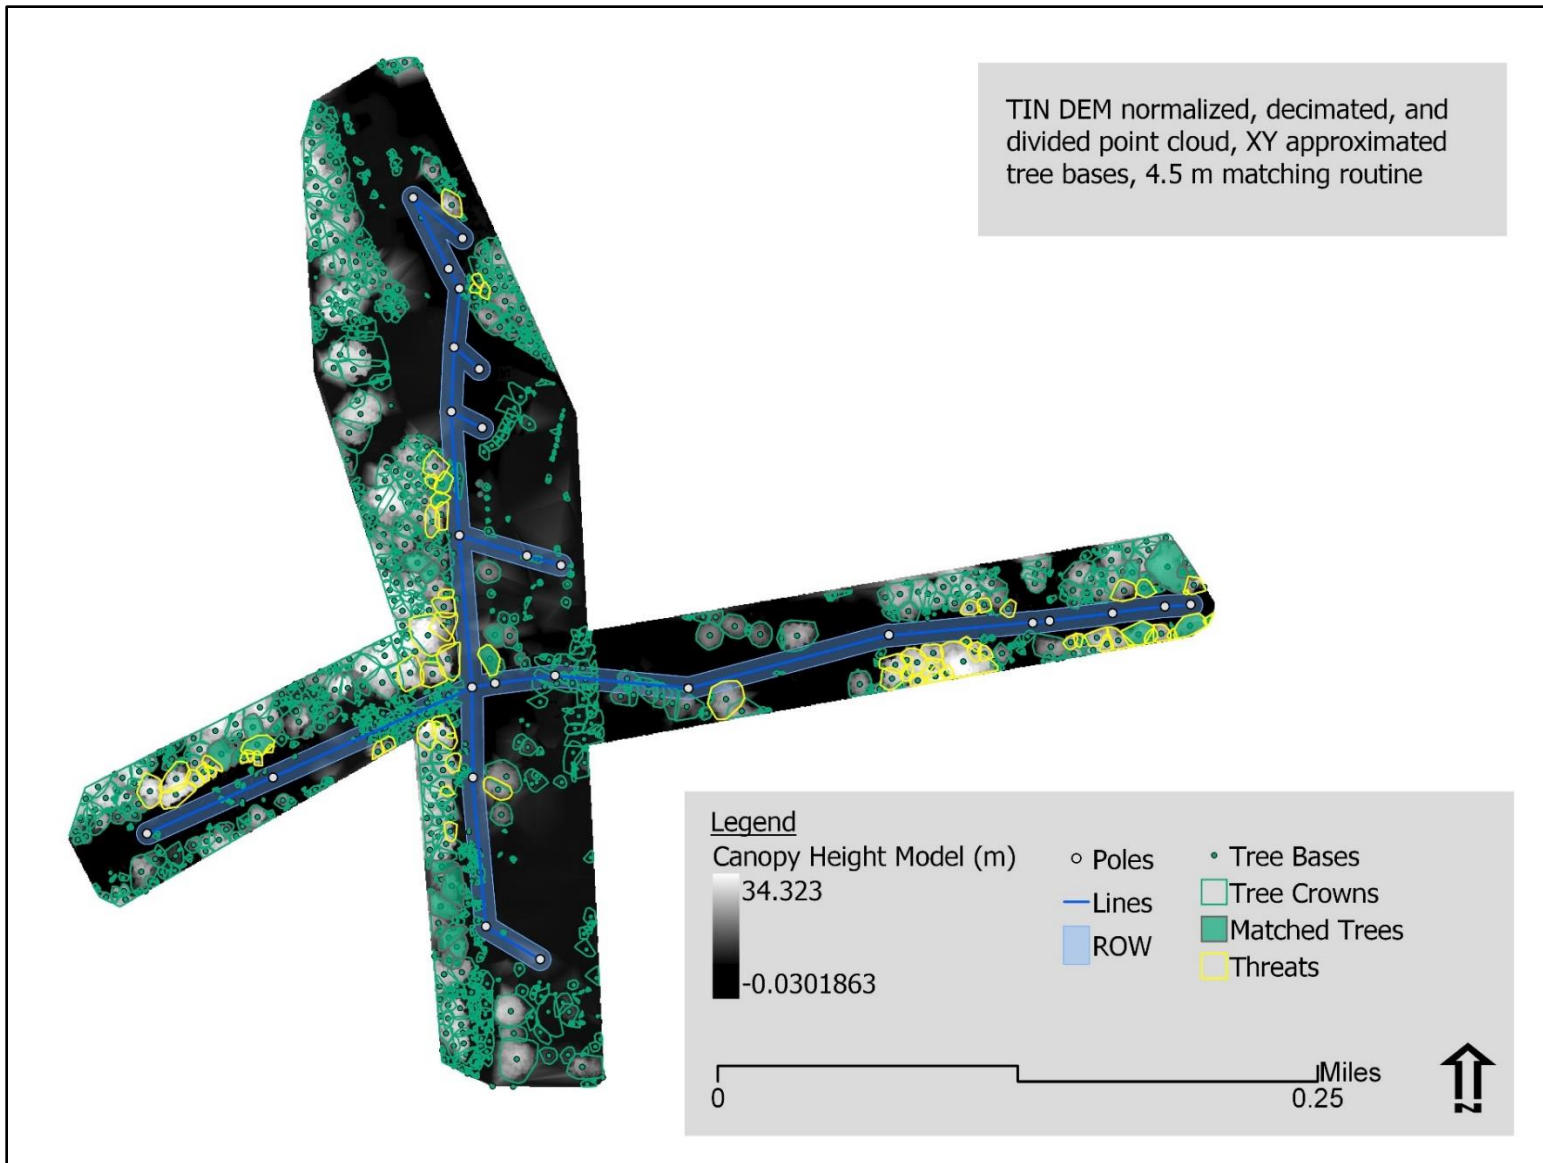 TIN DEM normalized, decimated, and
divided point cloud, XY approximated
tree bases, 4.5 m matching routine
Legend
Canopy Height Model (m)
34.323
-0.0301863
Poles
Lines
ROW
Tree Bases
Tree Crowns
Matched Trees
Threats
Miles
0
0.25
N